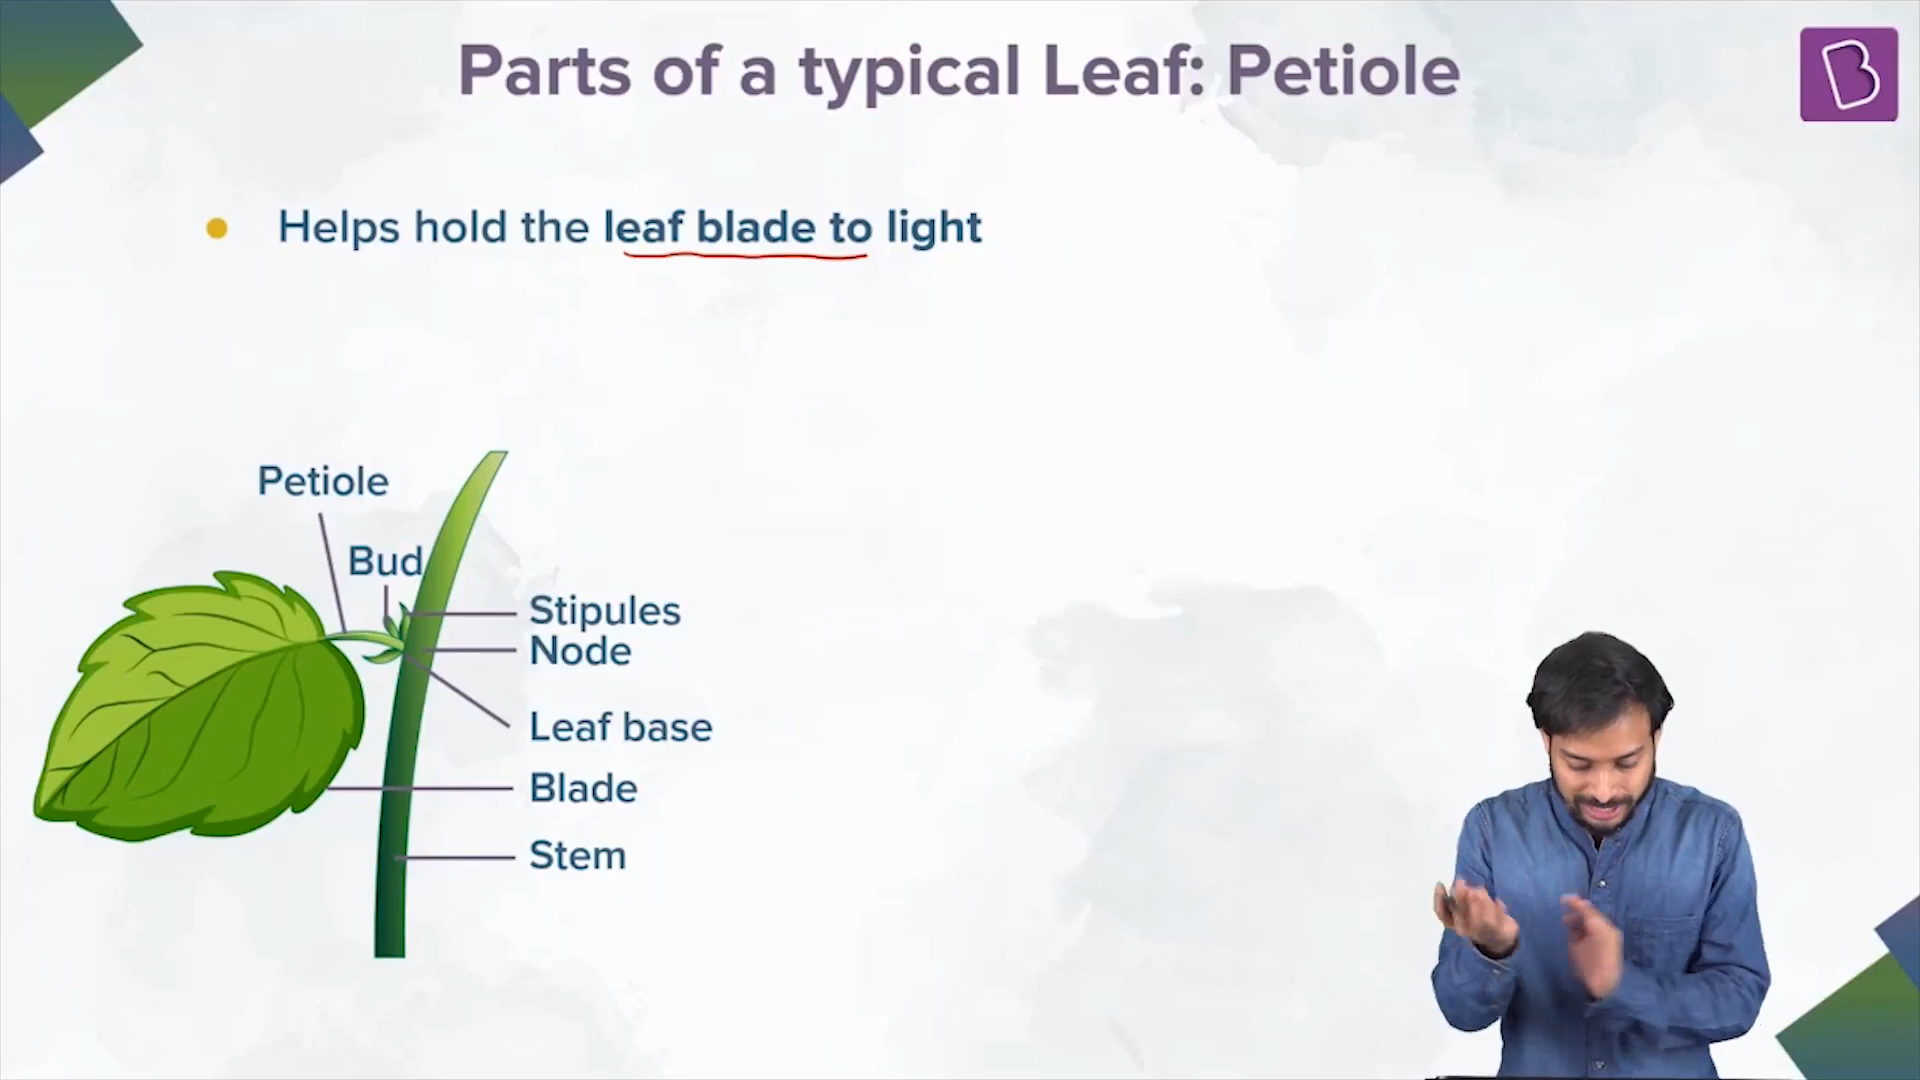 Parts of a typical Leaf: Petiole
B
Helps hold the leaf blade to light
Petiole
Bud
Stipules
Node
Leaf base
Blade
Stem